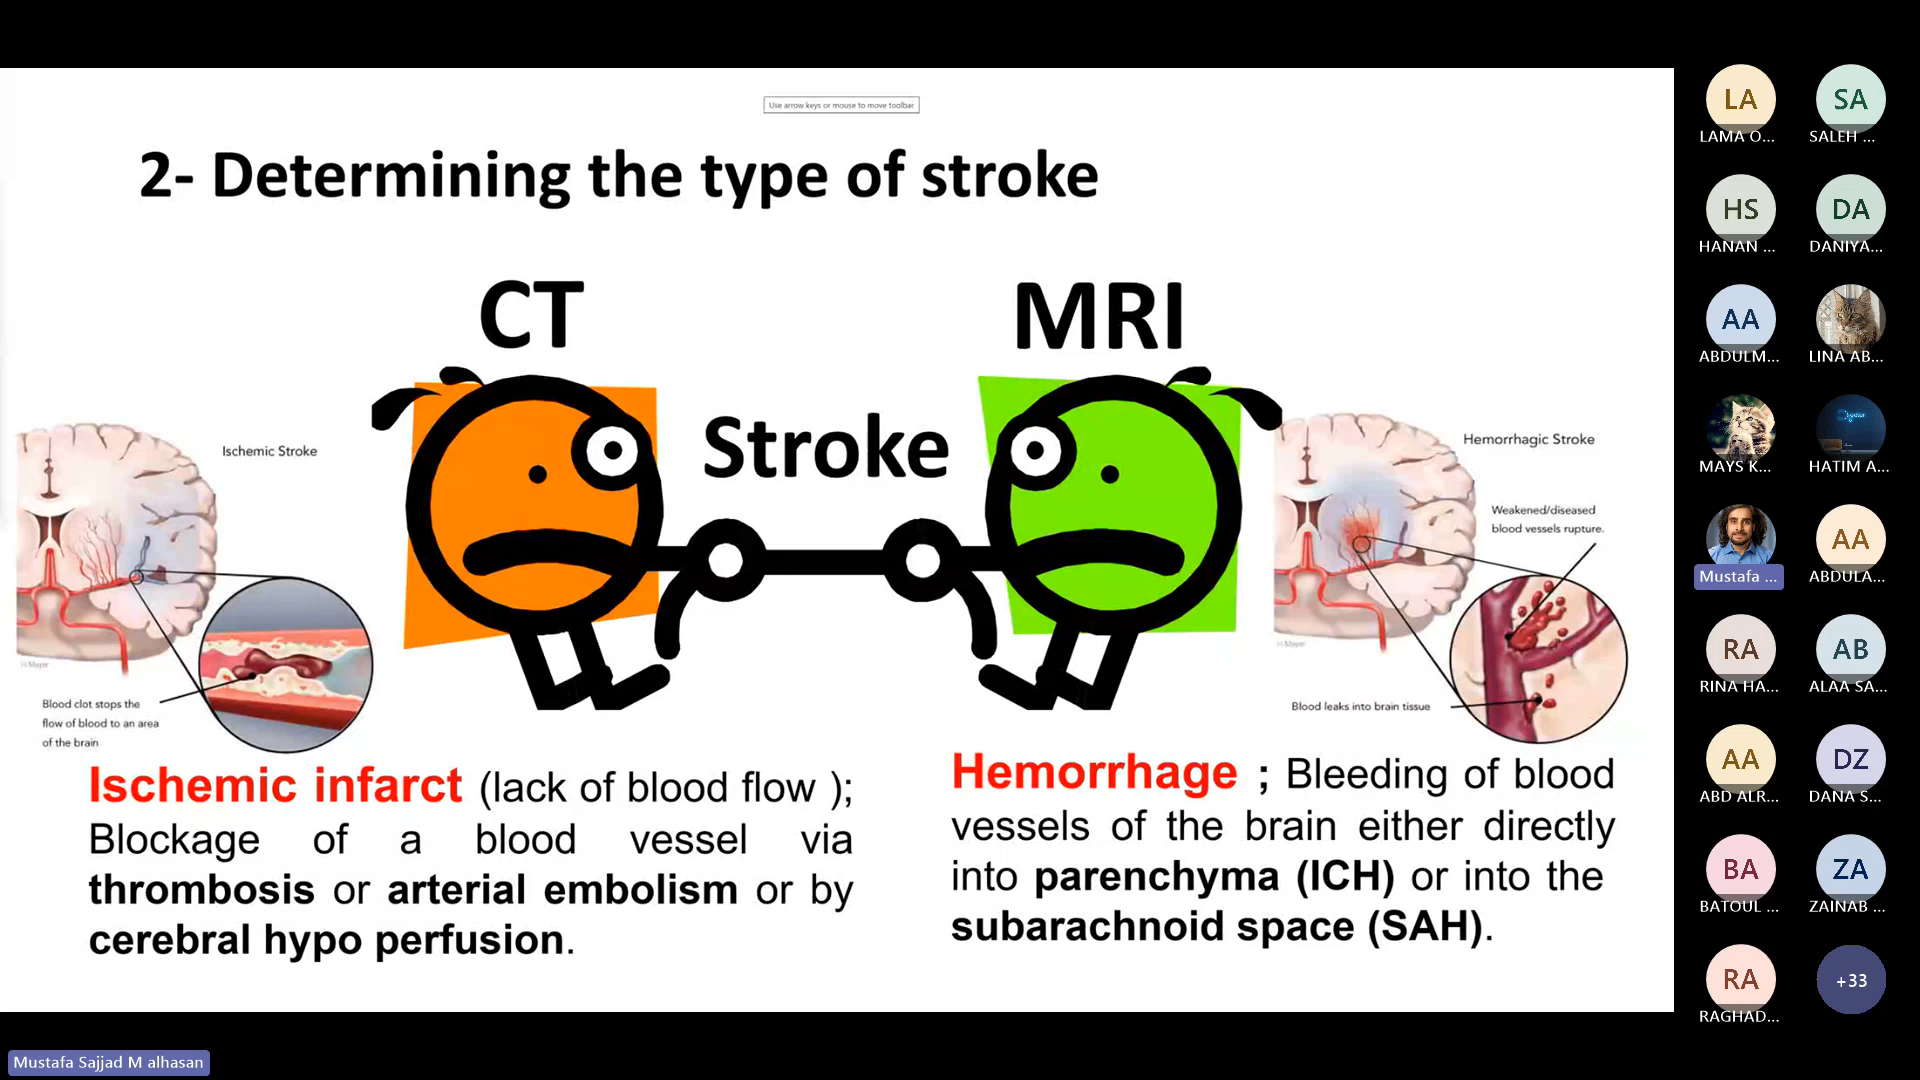 Use arrow keys or mouse to move toolbar
2- Determining the type of stroke
CT
MRI
Stroke
Ischemic Stroke
Blood clot stops the
flow of blood to an area
of the brain
Hemorrhagic Stroke
Weakened/diseased
blood vessels rupture.
Blood leaks into brain tissue
Ischemic infarct (lack of blood flow );
Blockage of a blood vessel via
thrombosis or arterial embolism or by
cerebral hypo perfusion.
Hemorrhage ; Bleeding of blood
vessels of the brain either directly
into parenchyma (ICH) or into the
subarachnoid space (SAH).
LA
LAMA O...
SA
SALEH ...
HS
HANAN ...
DA
DANIYA...
AA
ABDULM...
LINA AB...
MAYS K...
HATIM A...
Mustafa ...
AA
ABDULA...
RA
RINA HA...
AB
ALAA SA...
AA
ABD ALR...
DZ
DANA S...
BA
BATOUL ...
ZA
ZAINAB ...
RA
RAGHAD...
+33
Mustafa Sajjad M alhasan